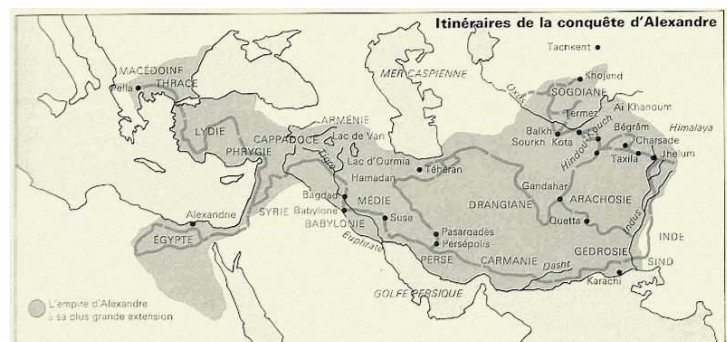 Itinéraires de la conquête d'Alexandre
Tachkent
MACÉDOINE
THRACE
Pella
MER CASPIENNE
Khojend
Oxus
SOGDIANE
LYDIE
PHRYGIE
CAPPADOCE
ARMÉNIE
Lac de Van
Tigre
Lac d'Ourmia
Hamadan
Téhéran
Termez
Aï Khanoum
Balkh
Sourkh Kota
Hindou-Kouch
Bégrâm
Charsade
Himalaya
Taxila
Jhelum
Bagdad
Babylone
BABYLONIE
MÉDIE
Suse
SYRIE
Alexandrie
ÉGYPTE
Euphrate
Pasargadès
Persépolis
PERSE
CARMANIE
DRANGIANE
Gandahar
ARACHOSIE
Quetta
Indus
INDE
GÉDROSIE
SIND
Dasht
Karachi
GOLFE PERSIQUE
L'empire d'Alexandre
à sa plus grande extension